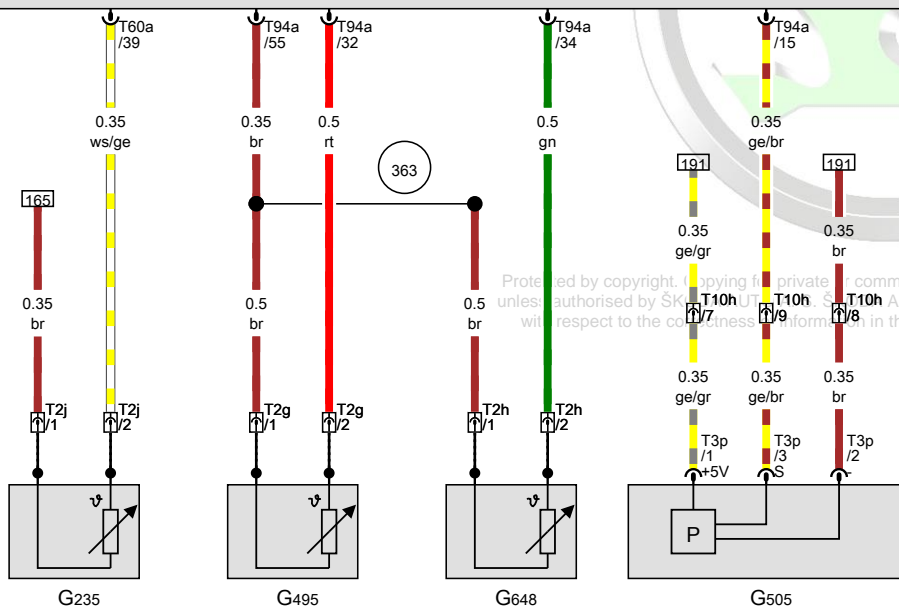 T60a /39
T94a /55
T94a /32
T94a /34
T94a /15
0.35 ws/ge
0.35 br
0.5 rt
0.5 gn
0.35 ge/br
363
165
191
191
0.35 br
0.5 br
0.5 br
0.35 ge/gr
0.35 br
Protected by copyright. Copying for private or comm
unless authorised by
with respect to the correctness information in th
T10h /7
T10h /9
T10h /8
0.35 ge/gr
0.35 ge/br
0.35 br
T2j /1
T2j /2
T2g /1
T2g /2
T2h /1
T2h /2
T3p /1 +5V
T3p /3 S
T3p /2 -
ϑ
ϑ
ϑ
P
G235
G495
G648
G505